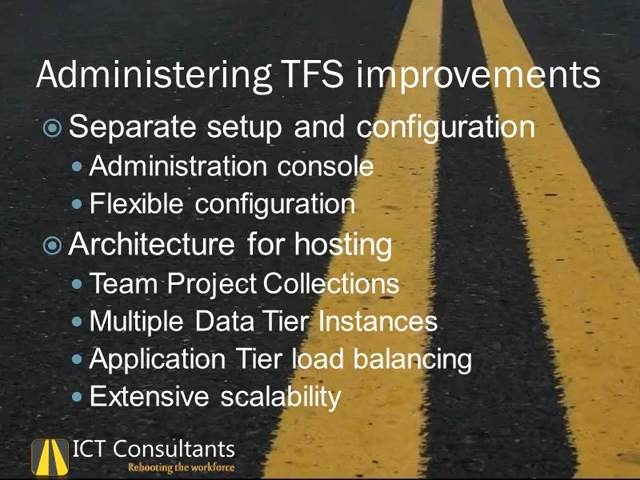 Administering TFS improvements
Separate setup and configuration
Administration console
Flexible configuration
Architecture for hosting
Team Project Collections
Multiple Data Tier Instances
Application Tier load balancing
Extensive scalability
ICT Consultants
Rebooting the workforce